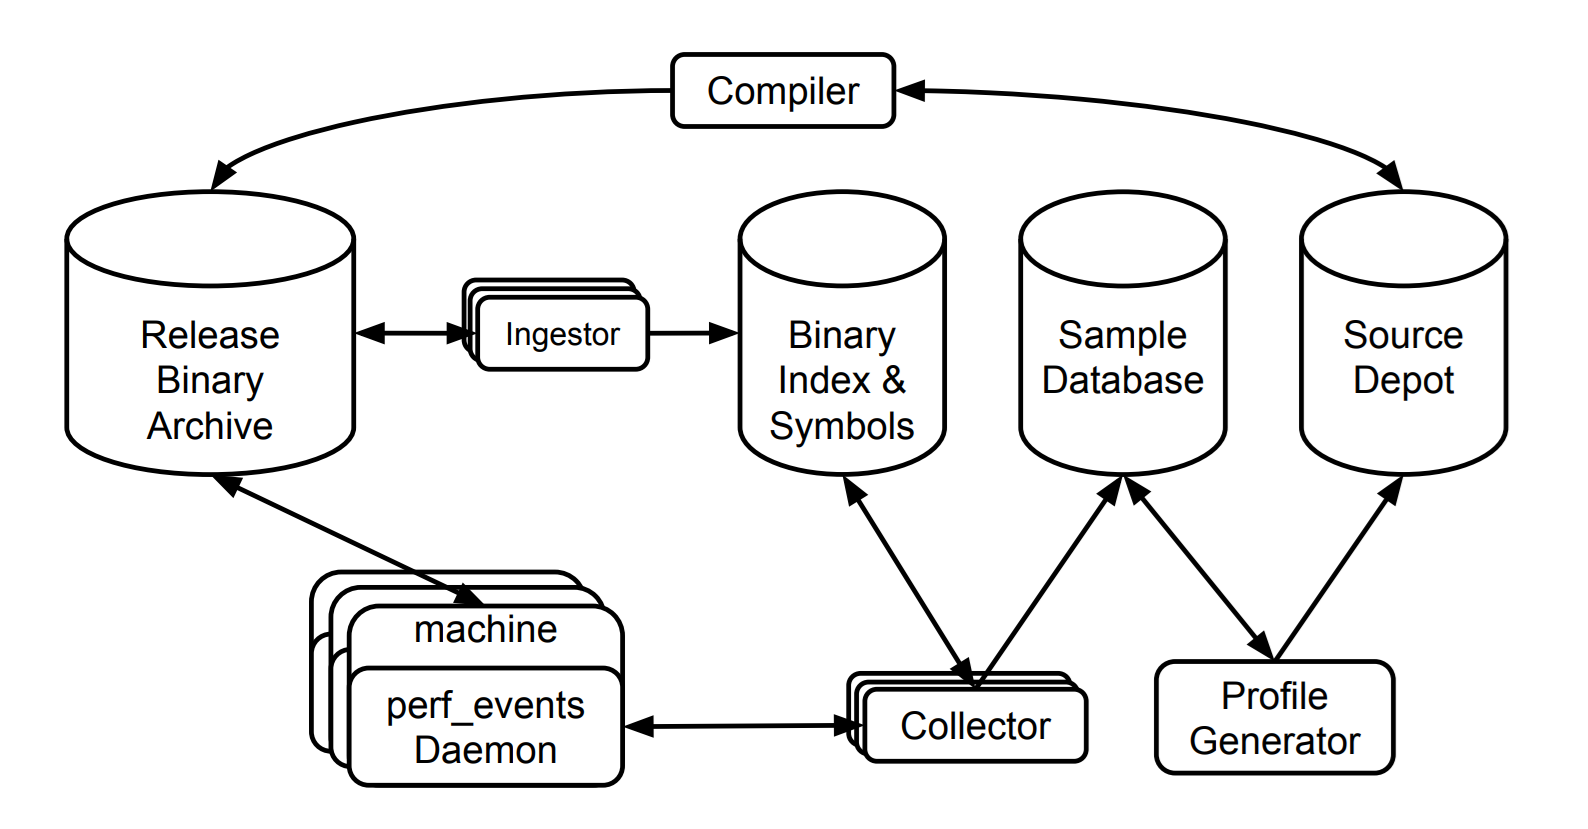 Compiler
Release
Binary
Archive
Ingestor
Binary
Index &
Symbols
Sample
Database
Source
Depot
machine
perf_events
Daemon
Collector
Profile
Generator